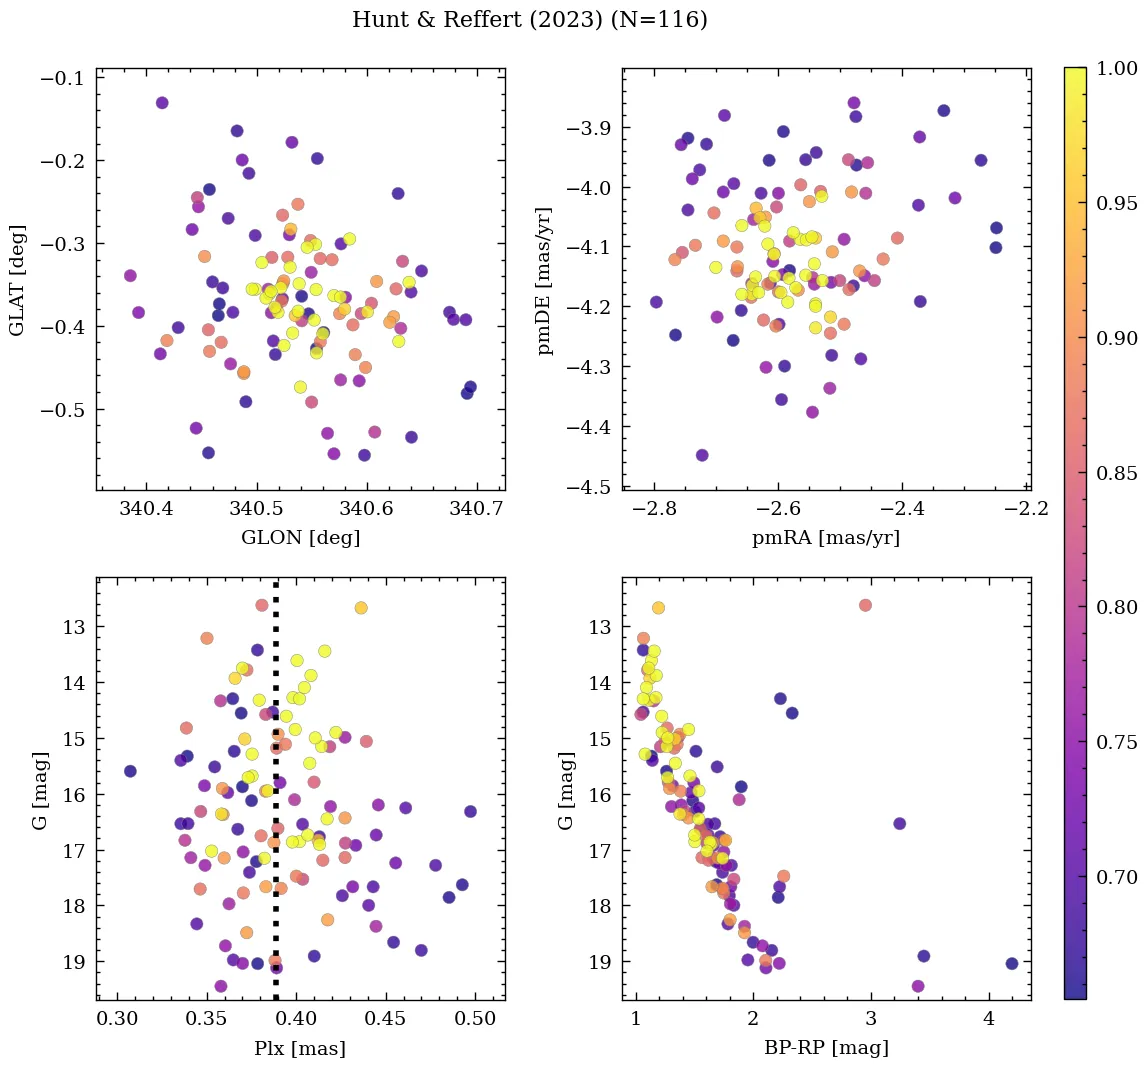 Hunt & Reffert (2023) (N=116)
−0.1
−0.2
−0.3
−0.4
−0.5
GLAT [deg]
340.4 340.5 340.6 340.7
GLON [deg]
−3.9
−4.0
−4.1
−4.2
−4.3
−4.4
−4.5
pmDE [mas/yr]
−2.8 −2.6 −2.4 −2.2
pmRA [mas/yr]
13
14
15
16
17
18
19
G [mag]
0.30 0.35 0.40 0.45 0.50
Plx [mas]
13
14
15
16
17
18
19
G [mag]
1 2 3 4
BP-RP [mag]
1.00
0.95
0.90
0.85
0.80
0.75
0.70